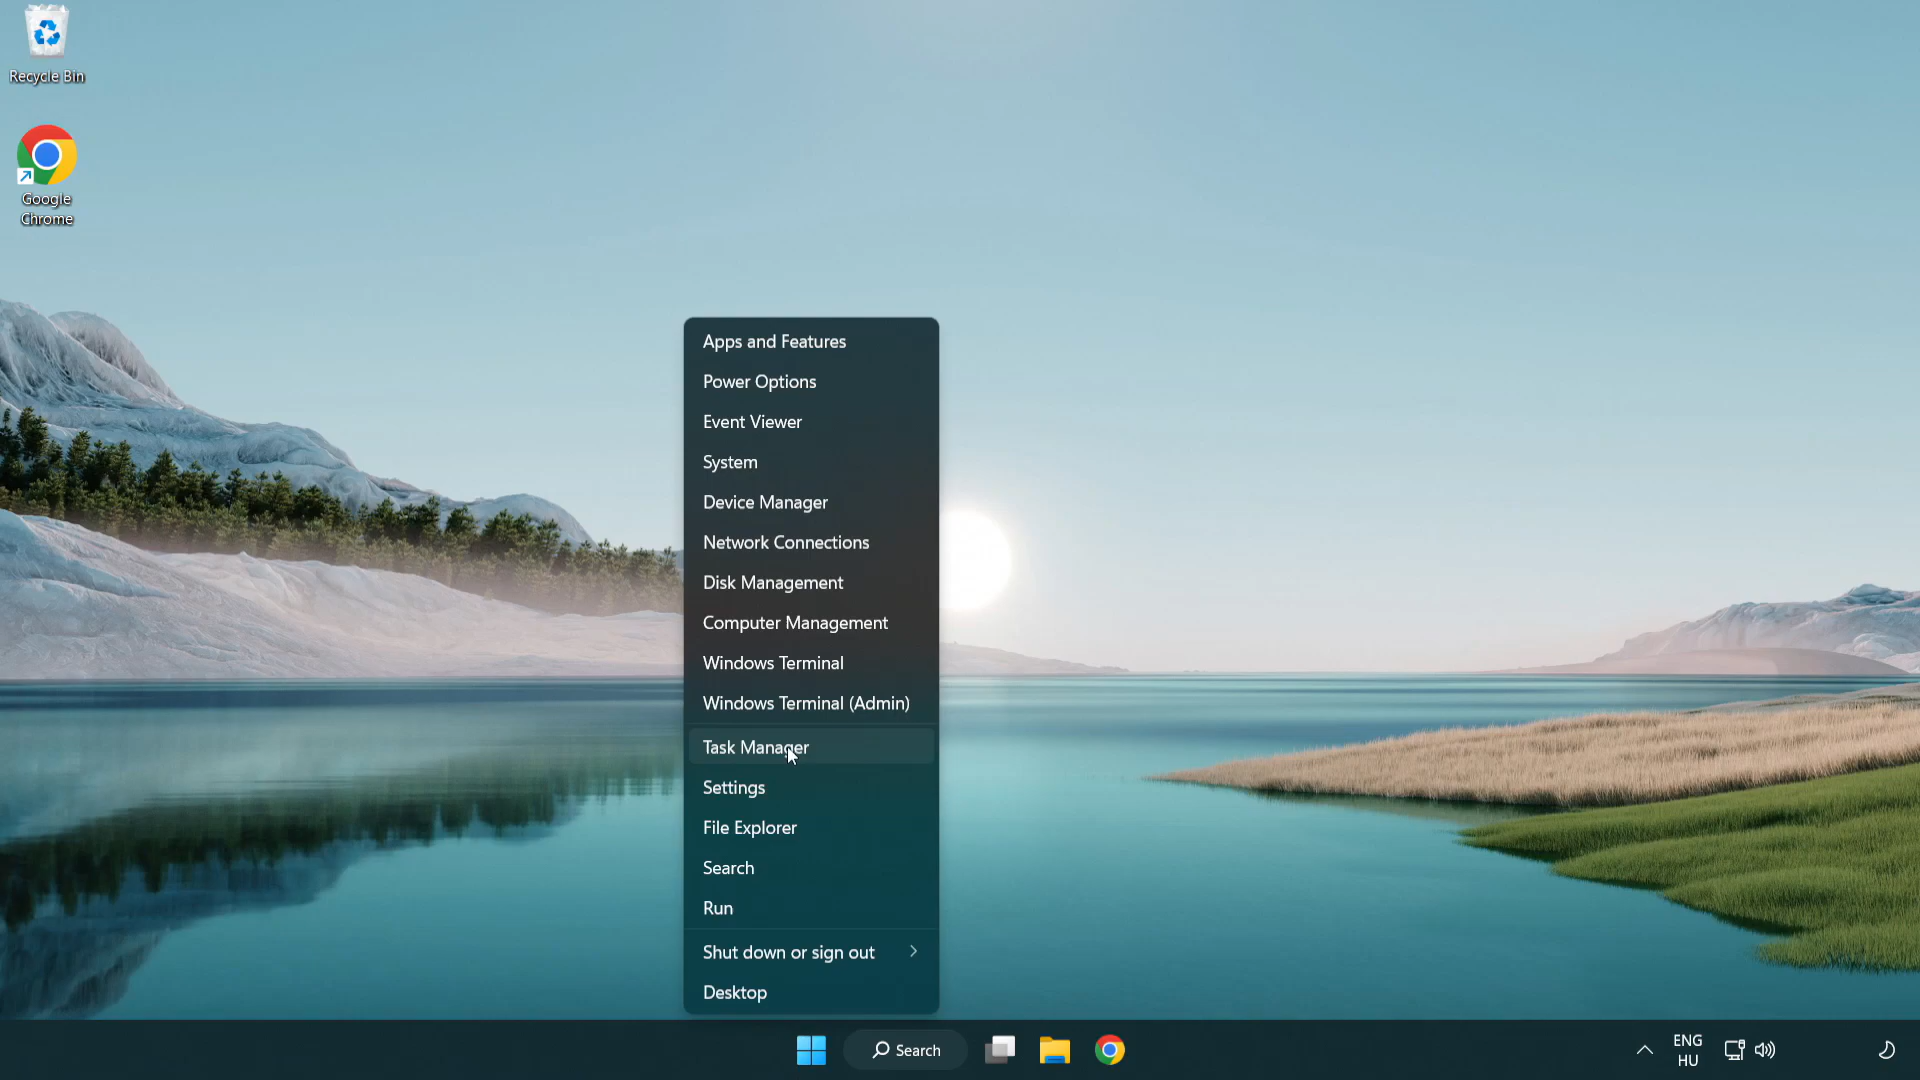 Recycle Bin
Google
Chrome
Apps and Features
Power Options
Event Viewer
System
Device Manager
Network Connections
Disk Management
Computer Management
Windows Terminal
Windows Terminal (Admin)
Task Manager
Settings
File Explorer
Search
Run
Shut down or sign out
Desktop
Search
ENG
HU